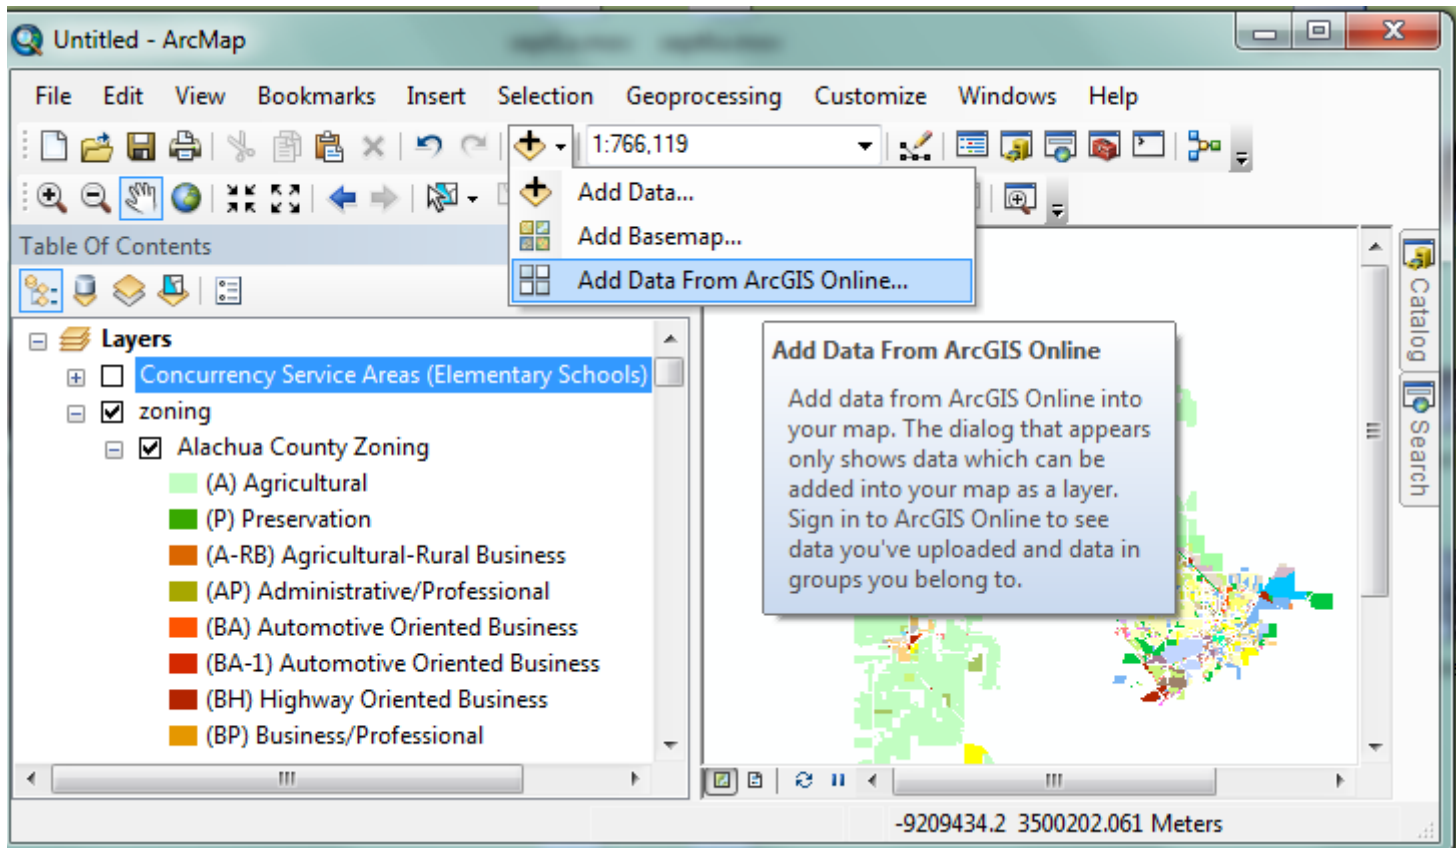 Untitled - ArcMap
File Edit View Bookmarks Insert Selection Geoprocessing Customize Windows Help
1:766,119
Add Data...
Add Basemap...
Add Data From ArcGIS Online...
Table Of Contents
Layers
Concurrency Service Areas (Elementary Schools)
zoning
Alachua County Zoning
(A) Agricultural
(P) Preservation
(A-RB) Agricultural-Rural Business
(AP) Administrative/Professional
(BA) Automotive Oriented Business
(BA-1) Automotive Oriented Business
(BH) Highway Oriented Business
(BP) Business/Professional
Add Data From ArcGIS Online
Add data from ArcGIS Online into
your map. The dialog that appears
only shows data which can be
added into your map as a layer.
Sign in to ArcGIS Online to see
data you've uploaded and data in
groups you belong to.
Catalog
Search
-9209434.2 3500202.061 Meters